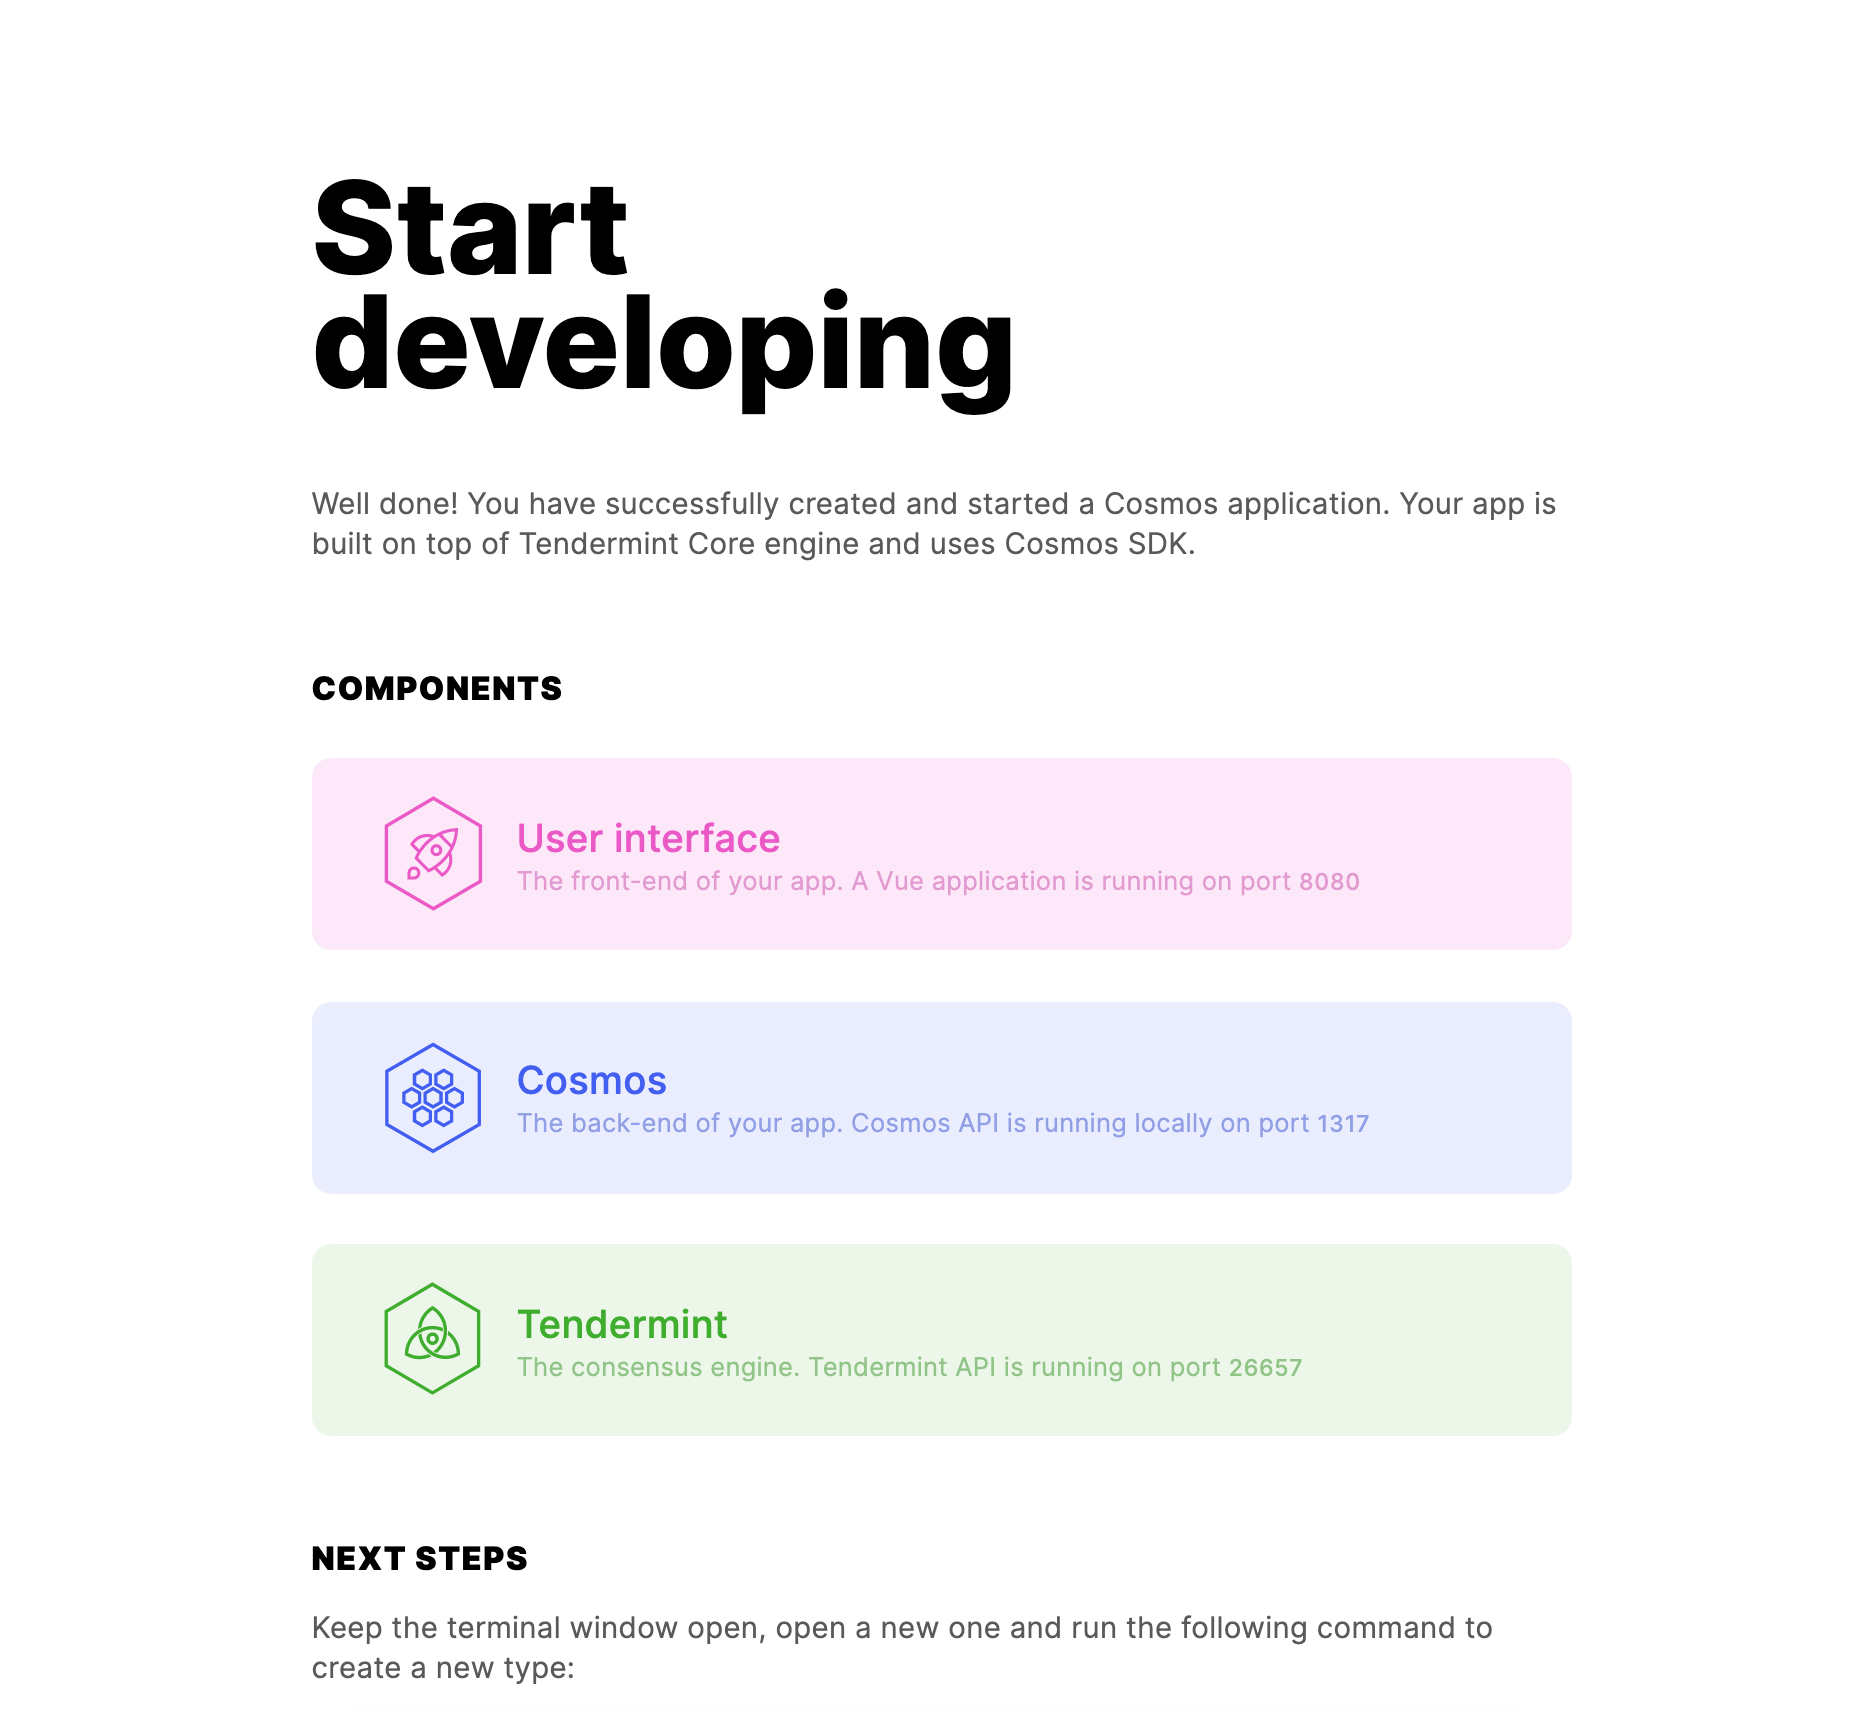 Start
developing
Well done! You have successfully created and started a Cosmos application. Your app is
built on top of Tendermint Core engine and uses Cosmos SDK.
COMPONENTS
User interface
The front-end of your app. A Vue application is running on port 8080
Cosmos
The back-end of your app. Cosmos API is running locally on port 1317
Tendermint
The consensus engine. Tendermint API is running on port 26657
NEXT STEPS
Keep the terminal window open, open a new one and run the following command to
create a new type: